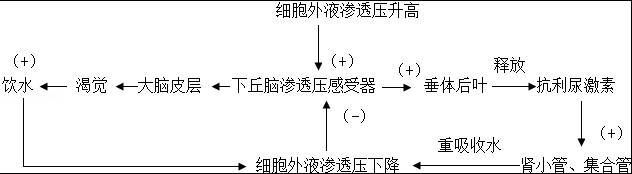 细胞外液渗透压升高
(+)
(+)
(+)
释放
饮水
渴觉
大脑皮层
下丘脑渗透压感受器
垂体后叶
抗利尿激素
(−)
(+)
重吸收水
细胞外液渗透压下降
肾小管、集合管